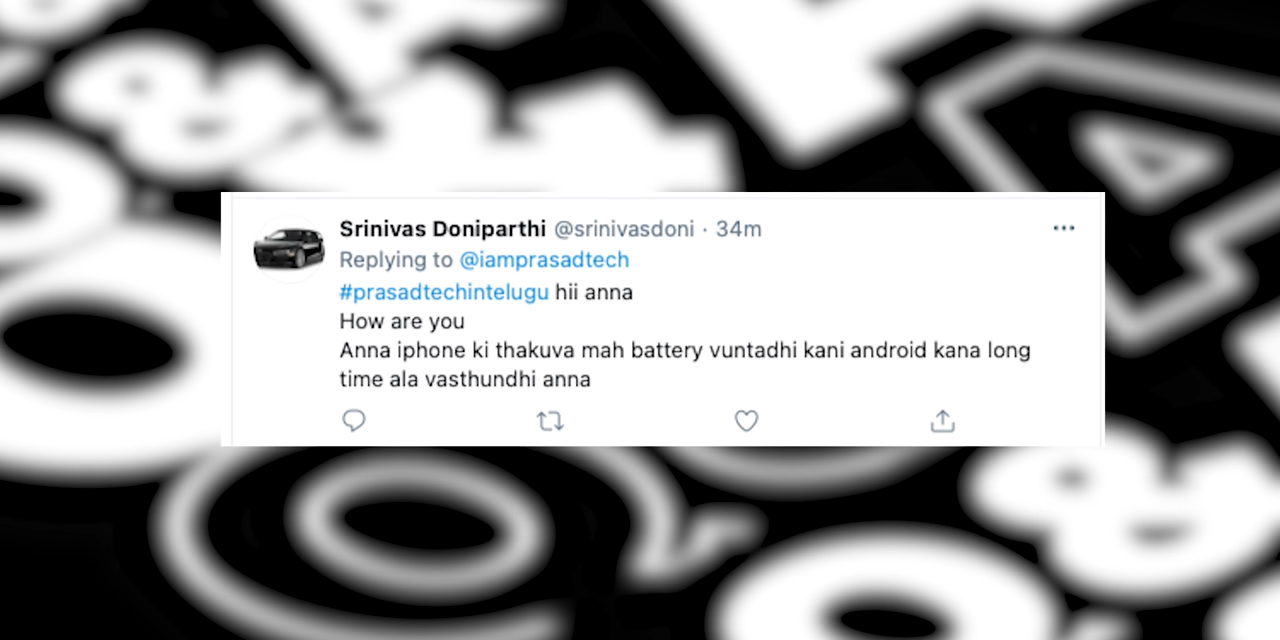 Srinivas Doniparthi @srinivasdoni · 34m
Replying to @iamprasadtech
#prasadtechintelugu hii anna
How are you
Anna iphone ki thakuva mah battery vuntadhi kani android kana long
time ala vasthundhi anna